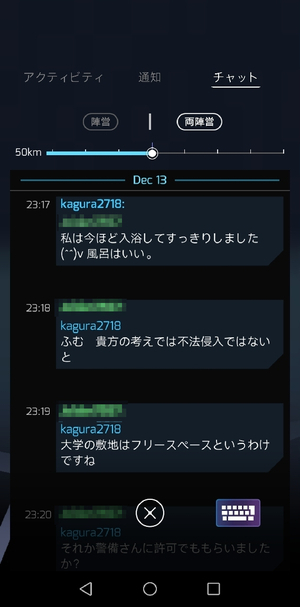 アクティビティ 通知 チャット
陣営 両陣営
50km
Dec 13
23:17 kagura2718:
私は今ほど入浴してすっきりしました
(^^)v 風呂はいい。
23:18
kagura2718
ふむ 貴方の考えでは不法侵入ではない
と
23:19
kagura2718
大学の敷地はフリースペースというわけ
ですね
23:20
kagura2718
それか警備さんに許可でももらいました
か?